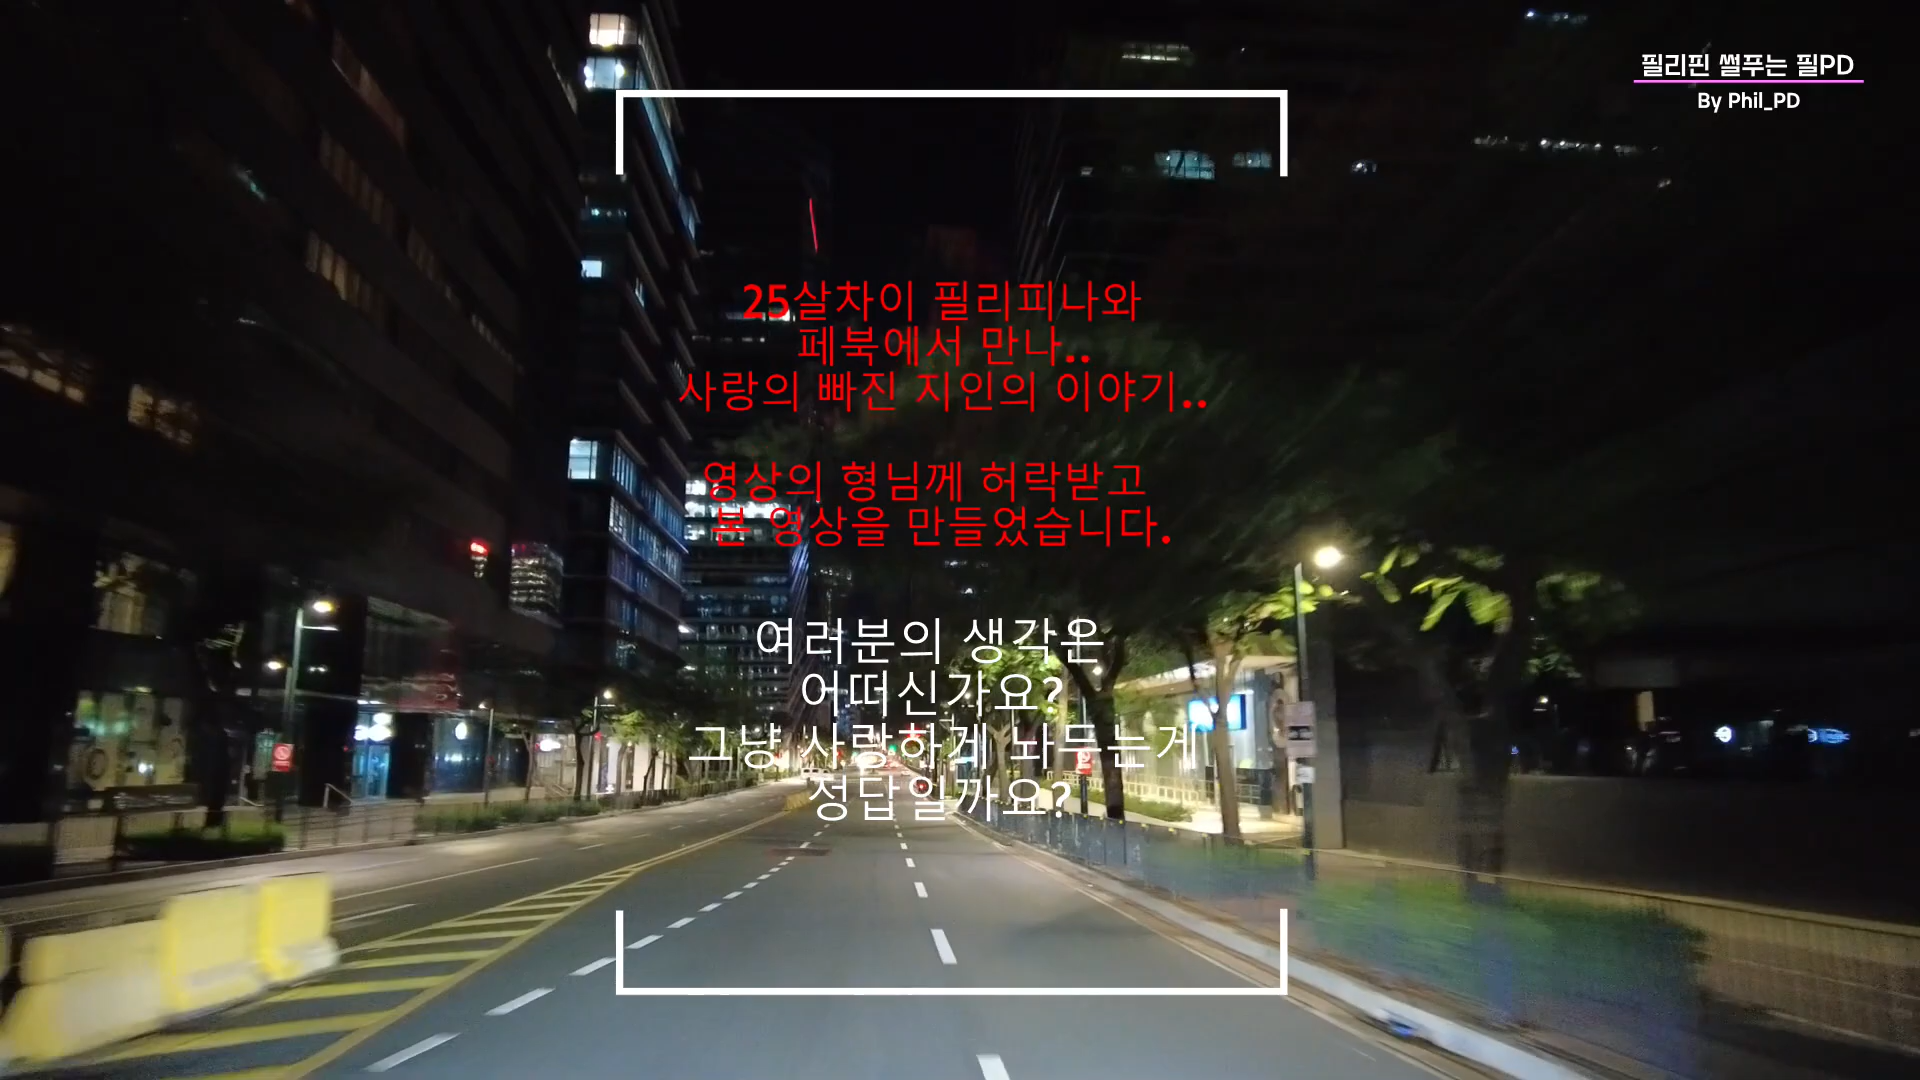 필리핀 썰푸는 필PD
By Phil_PD
25살차이 필리피나와
페북에서 만나..
사랑의 빠진 지인의 이야기..
영상의 형님께 허락받고
본 영상을 만들었습니다.
여러분의 생각은
어떠신가요?
그냥 사랑하게 놔두는게
정답일까요?